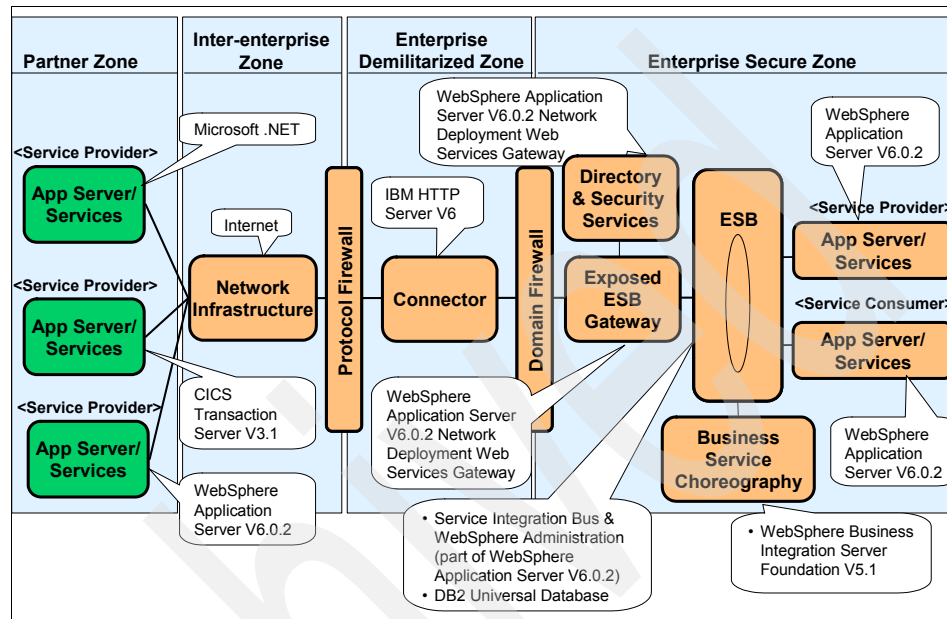 Partner Zone
Inter-enterprise
Zone
Enterprise
Demilitarized Zone
Enterprise Secure Zone
Microsoft .NET
<Service Provider>
App Server/
Services
<Service Provider>
App Server/
Services
CICS
Transaction
Server V3.1
<Service Provider>
App Server/
Services
WebSphere
Application
Server V6.0.2
Internet
Network
Infrastructure
Protocol Firewall
IBM HTTP
Server V6
Connector
Domain Firewall
WebSphere Application
Server V6.0.2 Network
Deployment Web
Services Gateway
Directory
& Security
Services
Exposed
ESB
Gateway
WebSphere
Application Server
V6.0.2 Network
Deployment Web
Services Gateway
ESB
• Service Integration Bus &
WebSphere Administration
(part of WebSphere
Application Server V6.0.2)
• DB2 Universal Database
WebSphere
Application
Server V6.0.2
<Service Provider>
App Server/
Services
<Service Consumer>
App Server/
Services
WebSphere
Application
Server V6.0.2
Business
Service
Choreography
• WebSphere Business
Integration Server
Foundation V5.1